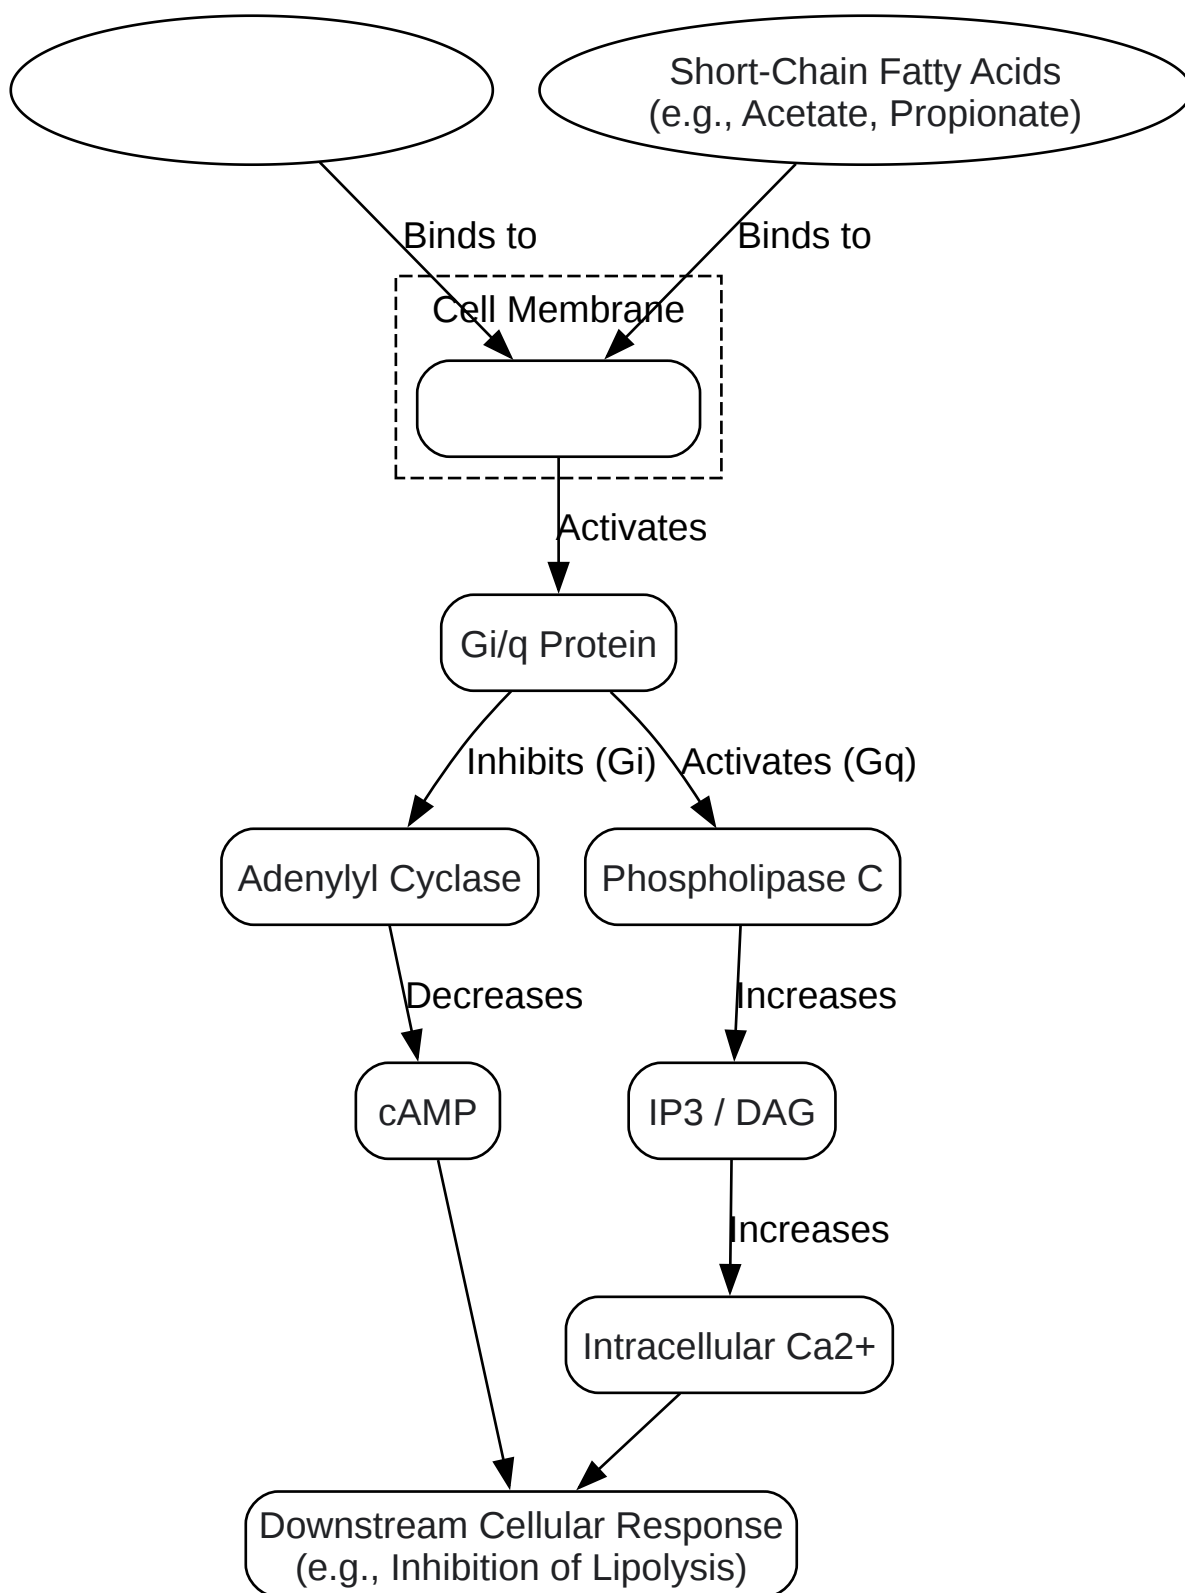 Short-Chain Fatty Acids
(e.g., Acetate, Propionate)
Binds to
Binds to
Cell Membrane
Activates
Gi/q Protein
Inhibits (Gi)
Activates (Gq)
Adenylyl Cyclase
Phospholipase C
Decreases
Increases
cAMP
IP3 / DAG
Increases
Intracellular Ca2+
Downstream Cellular Response
(e.g., Inhibition of Lipolysis)